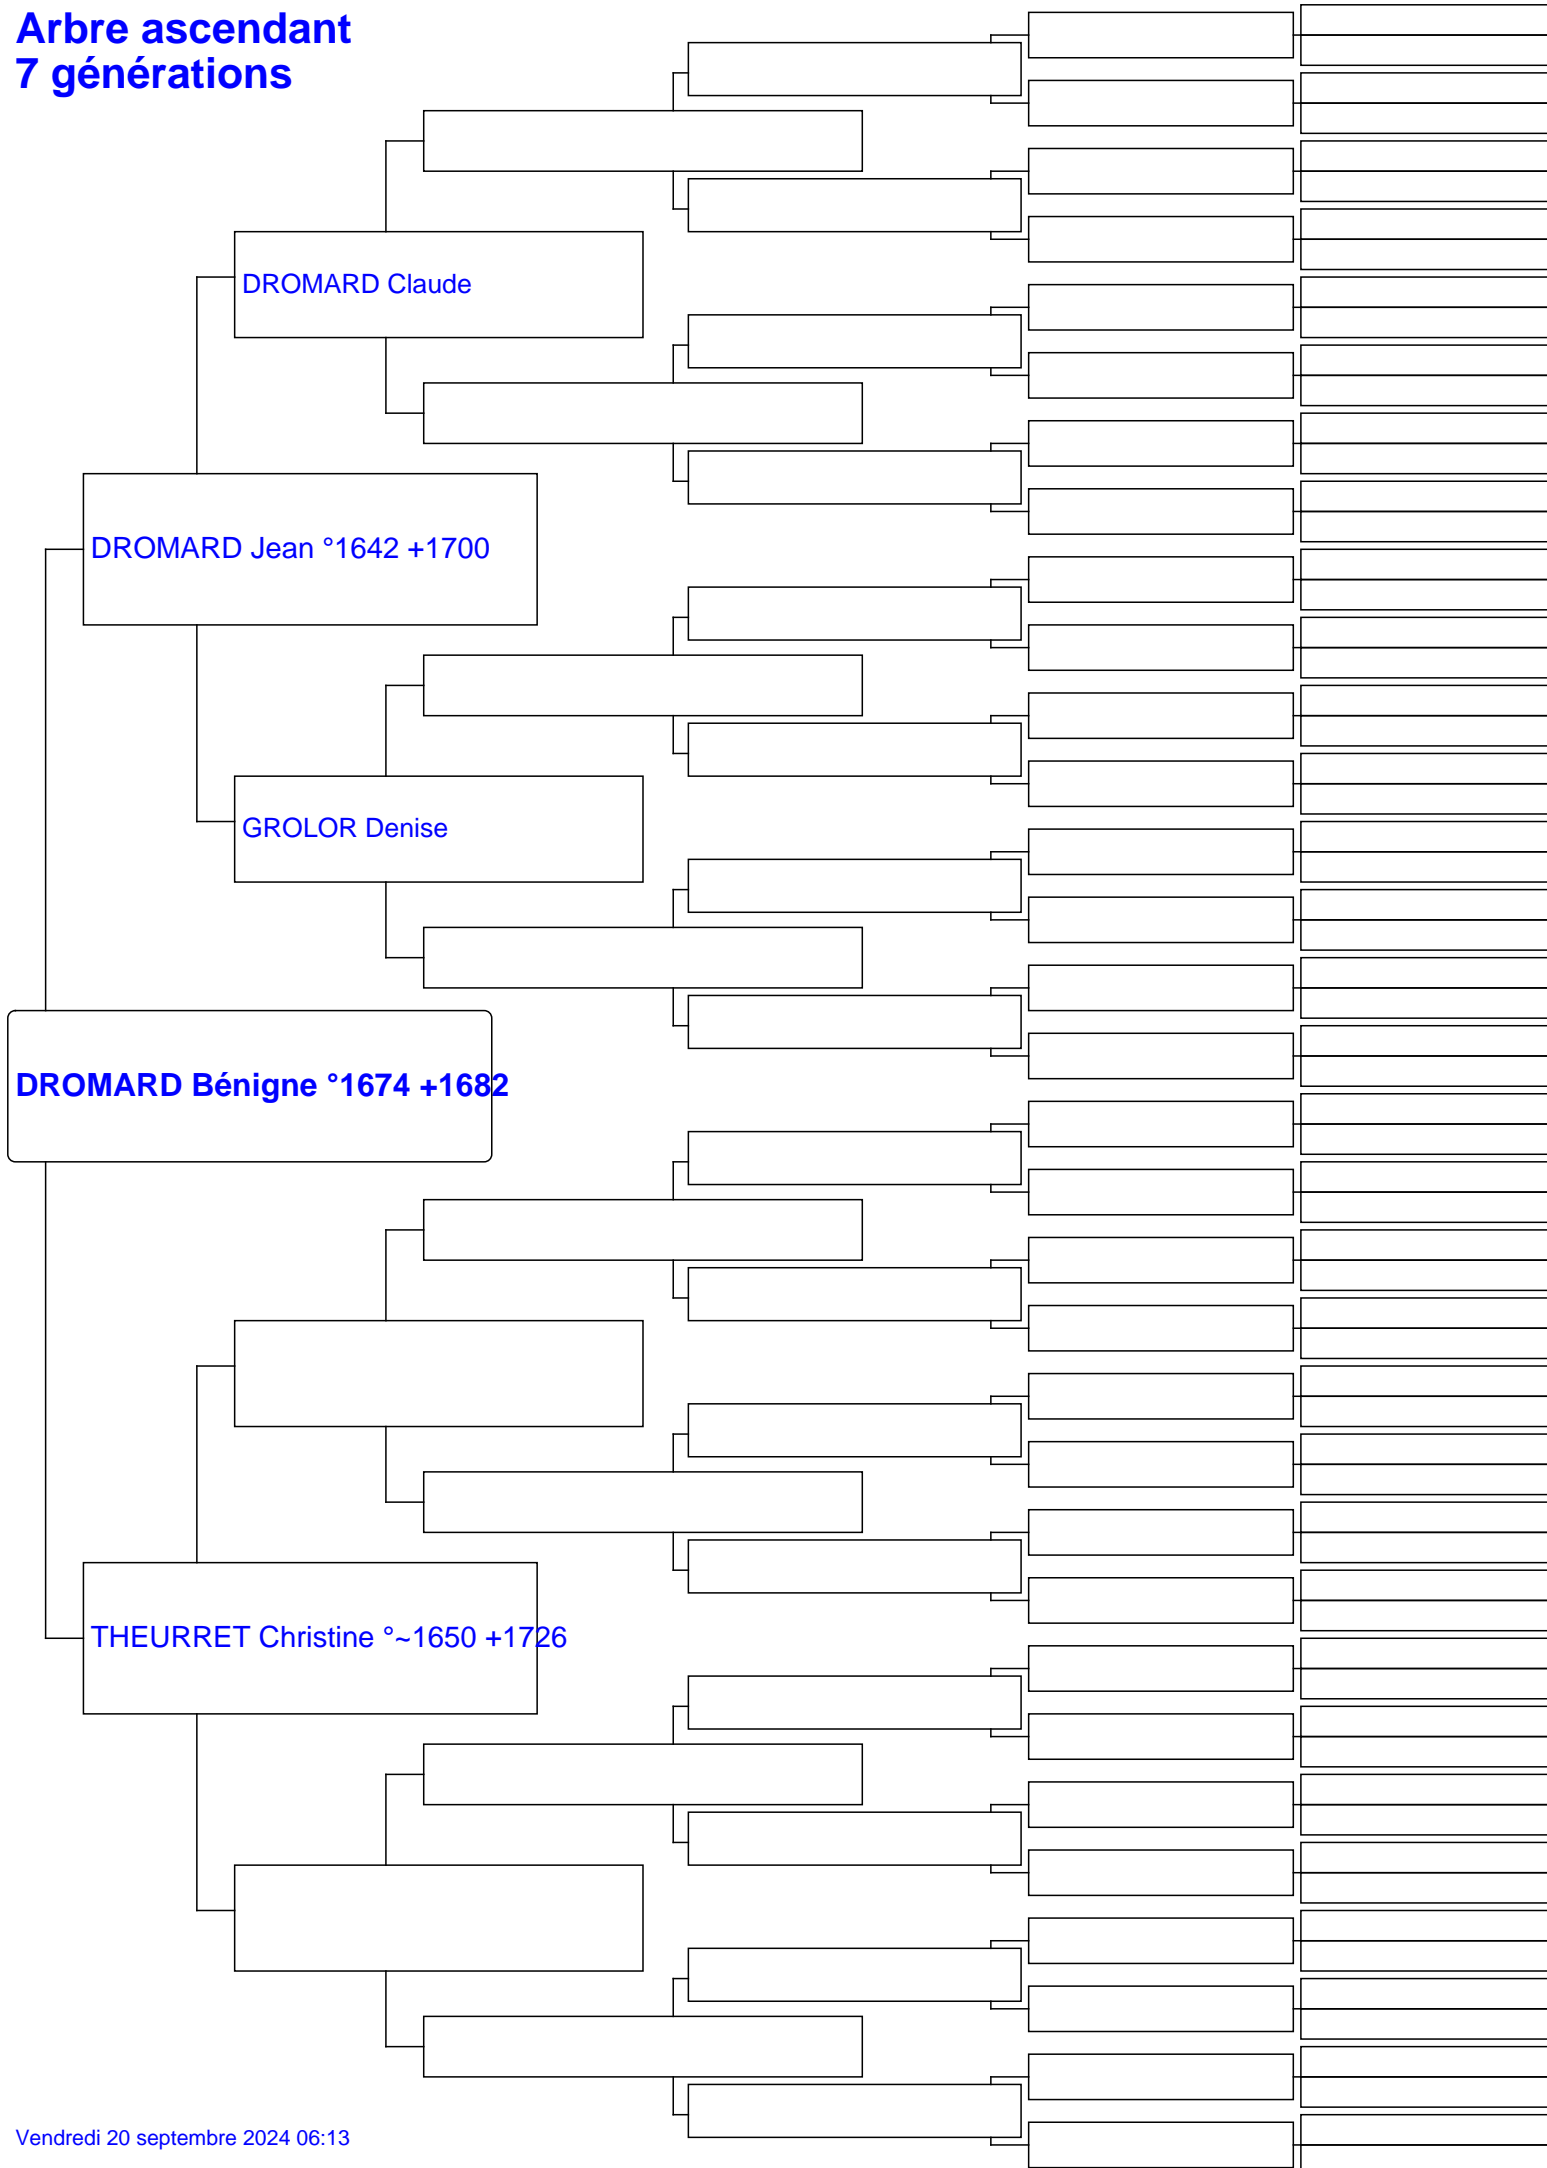 Arbre ascendant
7 générations
DROMARD Claude
DROMARD Jean °1642 +1700
GROLOR Denise
DROMARD Bénigne °1674 +1682
THEURRET Christine °~1650 +1726
Vendredi 20 septembre 2024 06:13